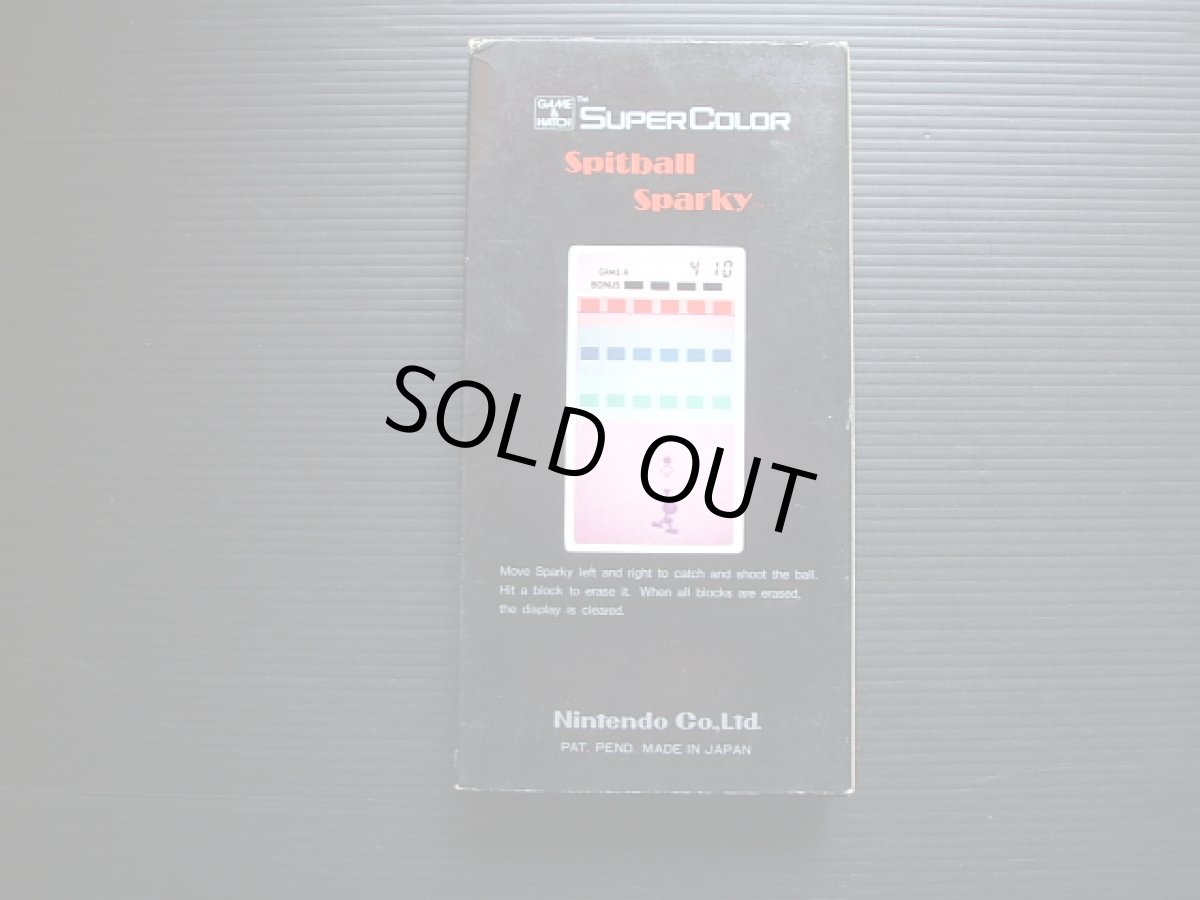 GAME & WATCH The SUPER COLOR
Spitball
Sparky
GAME A 4 10
BONUS
SOLD OUT
Move Sparky left and right to catch and shoot the ball.
Hit a block to erase it. When all blocks are erased,
the display is cleared.
Nintendo Co.,Ltd.
PAT. PEND. MADE IN JAPAN